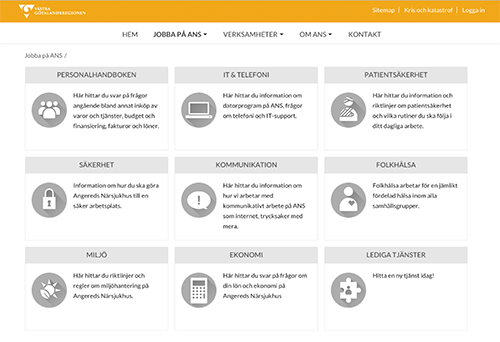 VÄSTRA
GÖTALANDSREGIONEN
Sitemap | Kris och katastrof | Logga in
HEM JOBBA PÅ ANS VERKSAMHETER OM ANS KONTAKT
Jobba på ANS /
PERSONALHANDBOKEN
Här hittar du svar på frågor
angående bland annat inköp av
varor och tjänster, budget och
finansiering, fakturor och löner.
IT & TELEFONI
Här hittar du information om
datorprogram på ANS, frågor
om telefoni och IT-support.
PATIENTSÄKERHET
Här hittar du information och
riktlinjer om patientsäkerhet
och vilka rutiner du ska följa i
ditt dagliga arbete.
SÄKERHET
Information om hur du ska göra
Angereds Närsjukhus till en
säker arbetsplats.
KOMMUNIKATION
Här hittar du information om
hur vi arbetar med
kommunikativt arbete på ANS
som internet, trycksaker med
mera.
FOLKHÄLSA
Folkhälsa arbetar för en jämlikt
fördelad hälsa inom alla
samhällsgrupper.
MILJÖ
Här hittar du riktlinjer och
regler om miljöhantering på
Angereds Närsjukhus.
EKONOMI
Här hittar du svar på frågor om
din lön och ekonomi på
Angereds Närsjukhus
LEDIGA TJÄNSTER
Hitta en ny tjänst idag!